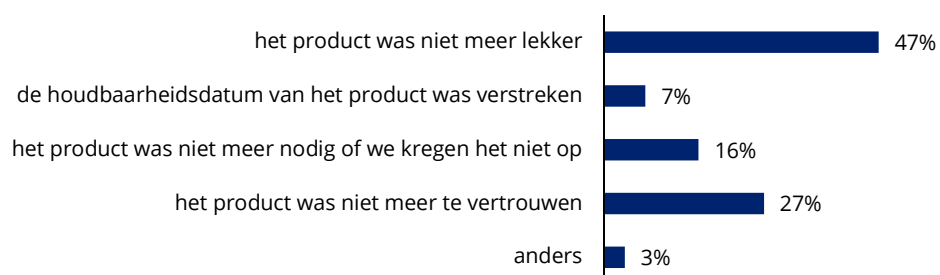 het product was niet meer lekker 47%
de houdbaarheidsdatum van het product was verstreken 7%
het product was niet meer nodig of we kregen het niet op 16%
het product was niet meer te vertrouwen 27%
anders 3%